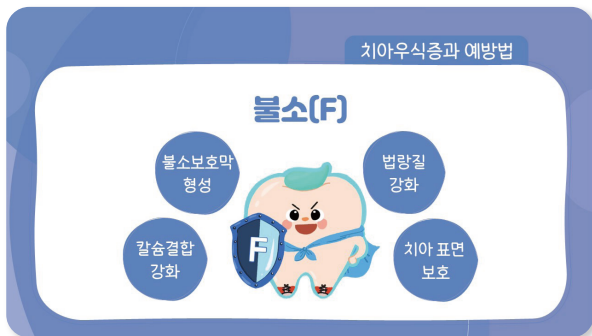 치아우식증과 예방법
불소(F)
불소보호막
형성
법랑질
강화
칼슘결합
강화
F
치아 표면
보호